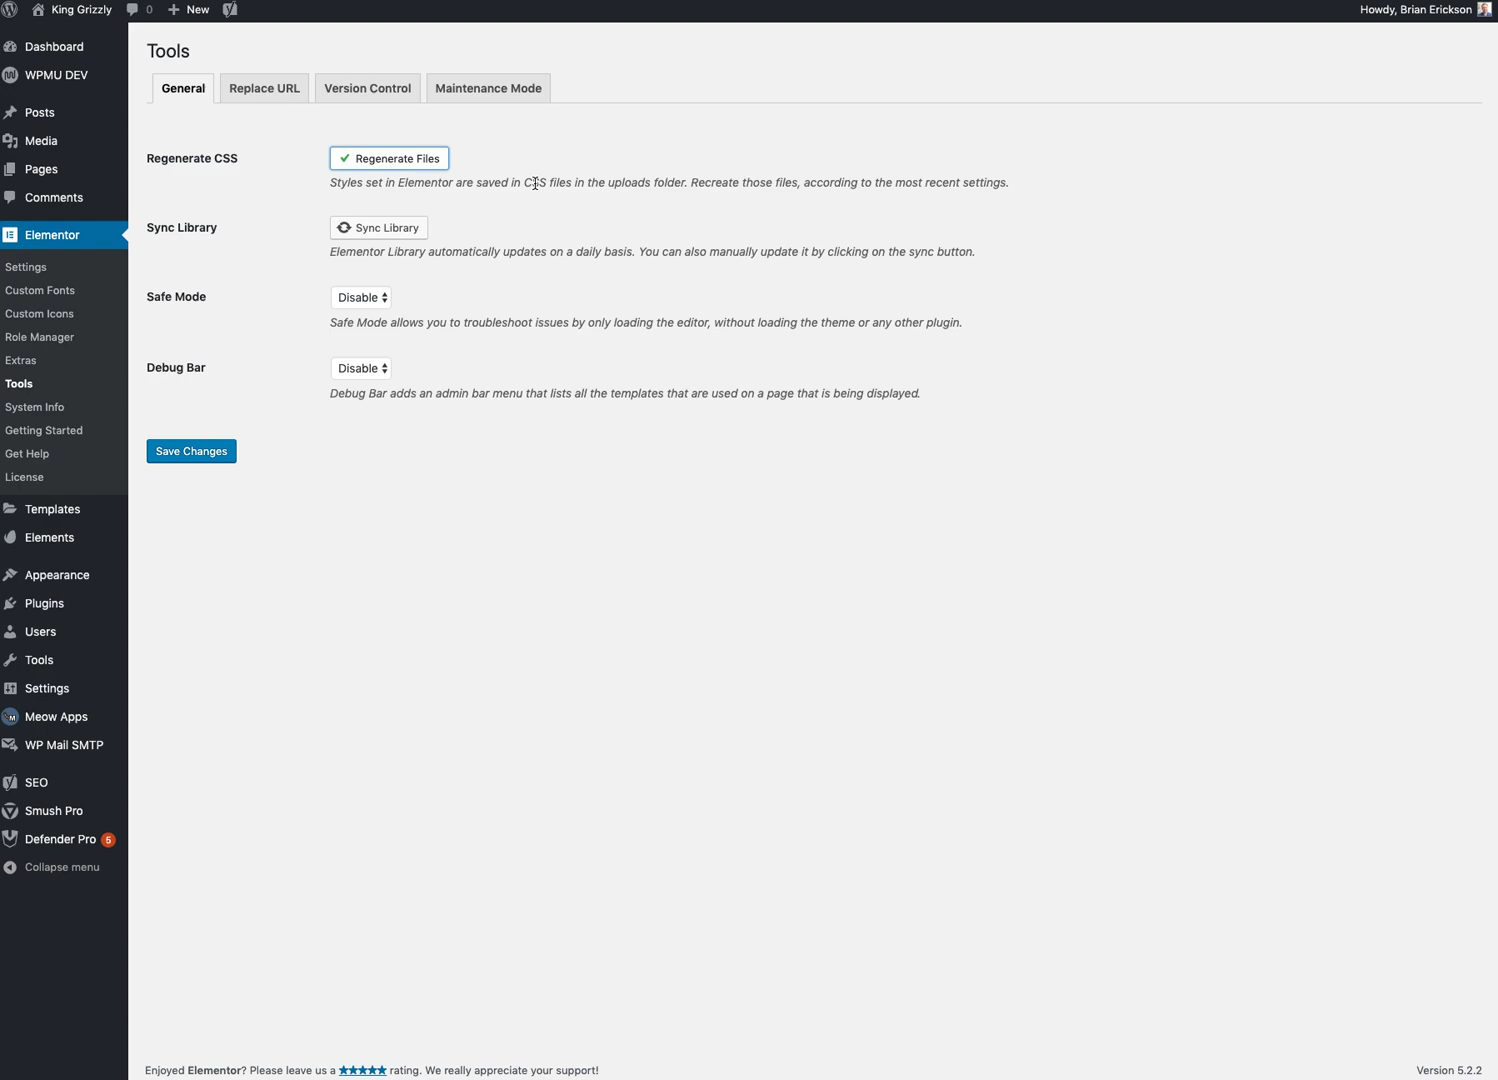 King Grizzly
0
New
Howdy, Brian Erickson
Dashboard
WPMU DEV
Posts
Media
Pages
Comments
Elementor
Settings
Custom Fonts
Custom Icons
Role Manager
Extras
Tools
System Info
Getting Started
Get Help
License
Templates
Elements
Appearance
Plugins
Users
Tools
Settings
Meow Apps
WP Mail SMTP
SEO
Smush Pro
Defender Pro 5
Collapse menu
Tools
General
Replace URL
Version Control
Maintenance Mode
Regenerate CSS
Regenerate Files
Styles set in Elementor are saved in CSS files in the uploads folder. Recreate those files, according to the most recent settings.
Sync Library
Sync Library
Elementor Library automatically updates on a daily basis. You can also manually update it by clicking on the sync button.
Safe Mode
Disable
Safe Mode allows you to troubleshoot issues by only loading the editor, without loading the theme or any other plugin.
Debug Bar
Disable
Debug Bar adds an admin bar menu that lists all the templates that are used on a page that is being displayed.
Save Changes
Enjoyed Elementor? Please leave us a ★★★★★ rating. We really appreciate your support!
Version 5.2.2